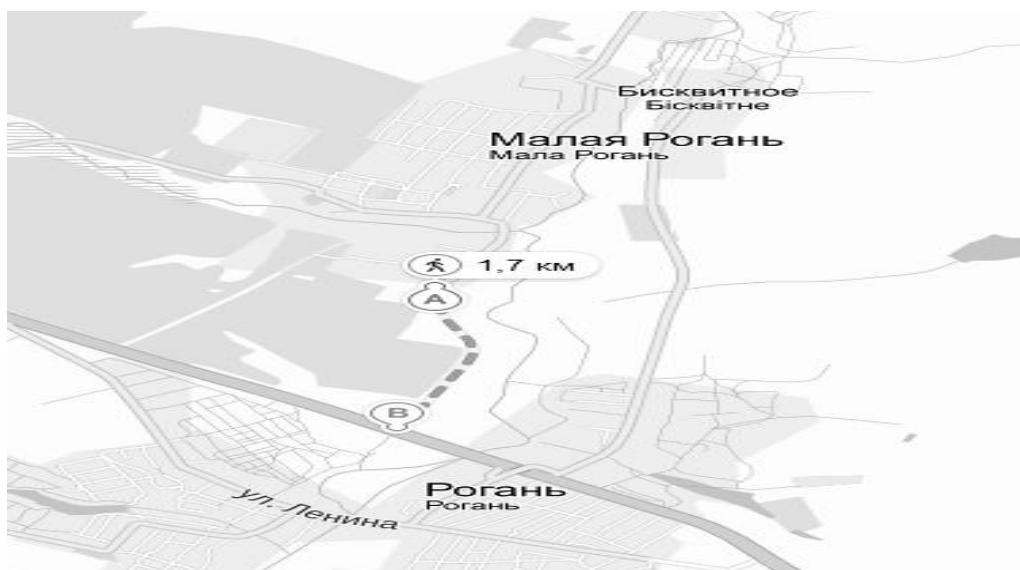 Бисквитное
Бісквітне
Малая Рогань
Мала Рогань
1,7 км
A
B
Рогань
Рогань
ул. Ленина